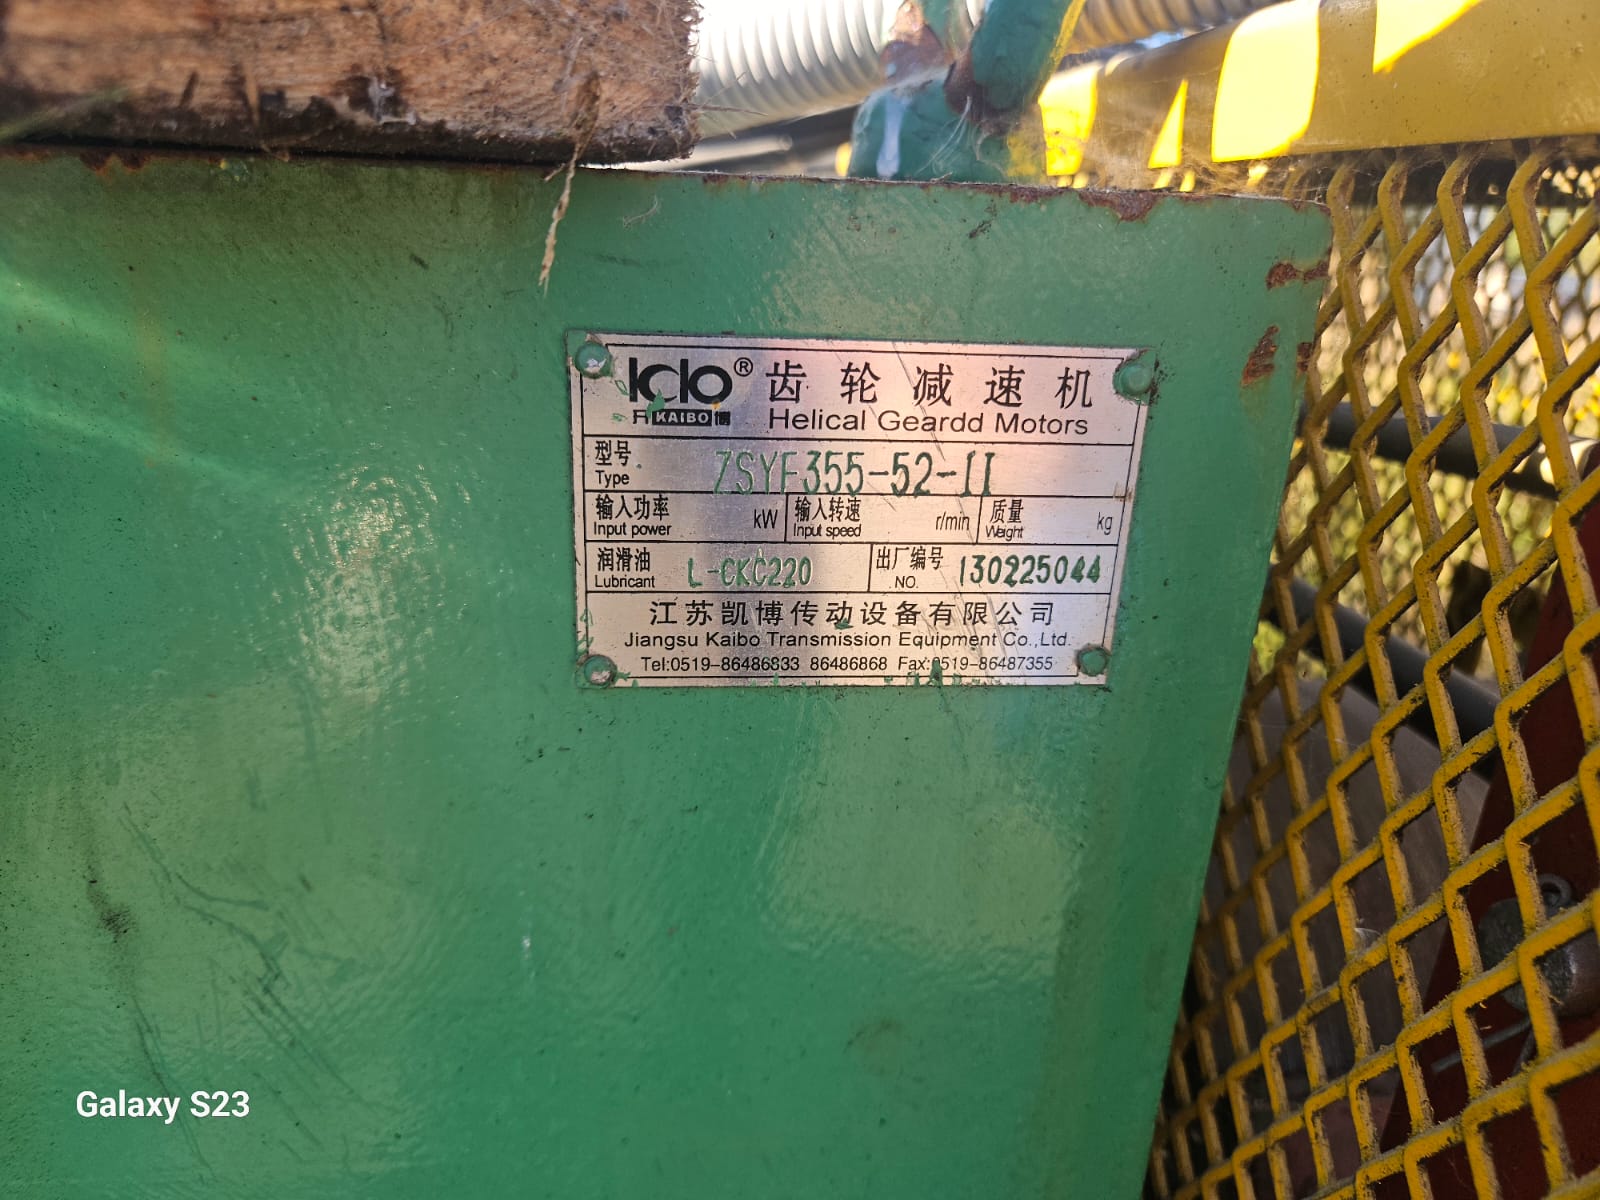 KLO® 齿轮减速机
开 KAIBO 博 Helical Geardd Motors
型号 Type ZSYF355-52-II
输入功率 Input power kW 输入转速 Input speed r/min 质量 Weight kg
润滑油 Lubricant L-CKC220 出厂编号 NO. 130225044
江苏凯博传动设备有限公司
Jiangsu Kaibo Transmission Equipment Co.,Ltd.
Tel:0519-86486833 86486868 Fax:0519-86487355
Galaxy S23